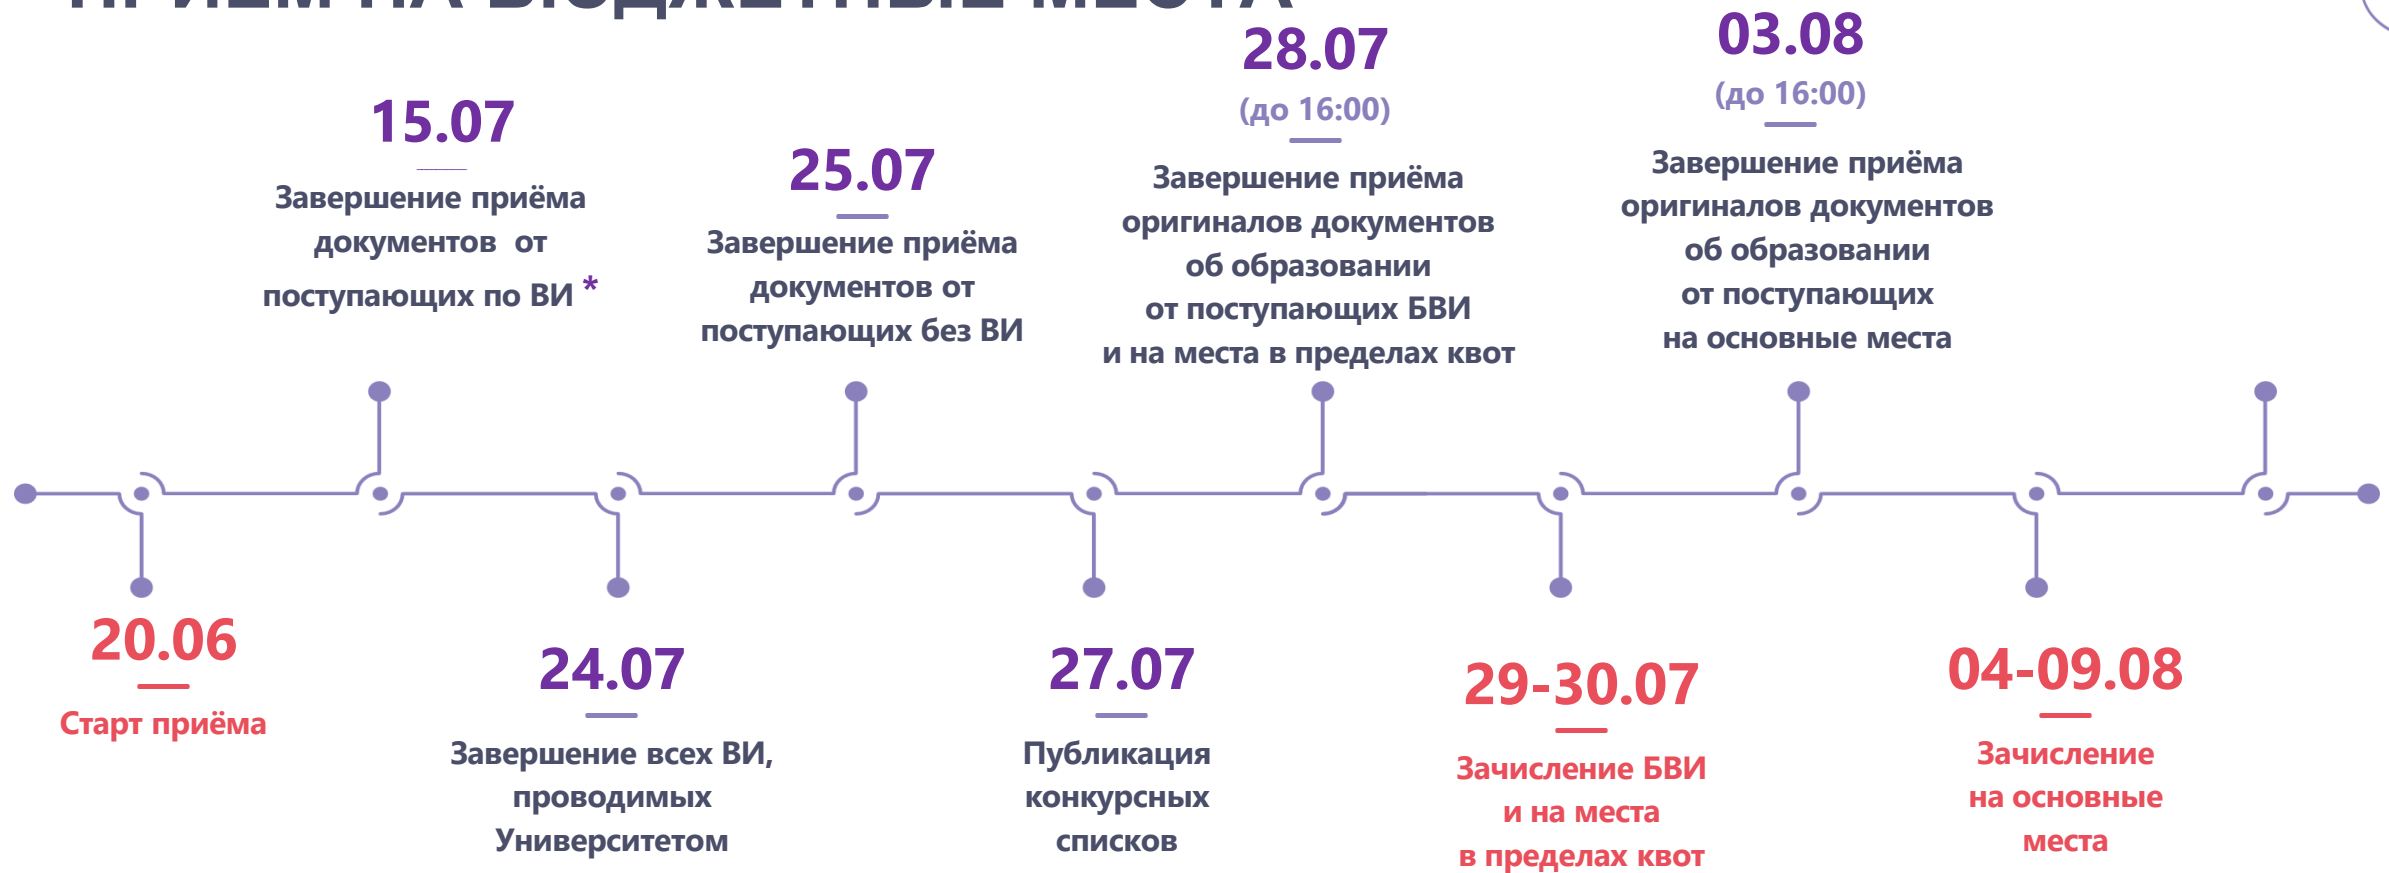 ПРИЁМ НА БЮДЖЕТНЫЕ МЕСТА
20.06
Старт приёма
15.07
Завершение приёма
документов от
поступающих по ВИ *
24.07
Завершение всех ВИ,
проводимых
Университетом
25.07
Завершение приёма
документов от
поступающих без ВИ
27.07
Публикация
конкурсных
списков
28.07
(до 16:00)
Завершение приёма
оригиналов документов
об образовании
от поступающих БВИ
и на места в пределах квот
29-30.07
Зачисление БВИ
и на места
в пределах квот
03.08
(до 16:00)
Завершение приёма
оригиналов документов
об образовании
от поступающих
на основные места
04-09.08
Зачисление
на основные
места